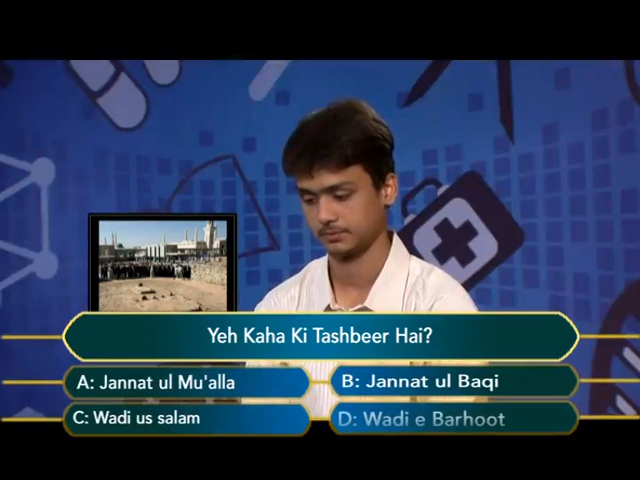 Yeh Kaha Ki Tashbeer Hai?
A: Jannat ul Mu'alla
B: Jannat ul Baqi
C: Wadi us salam
D: Wadi e Barhoot